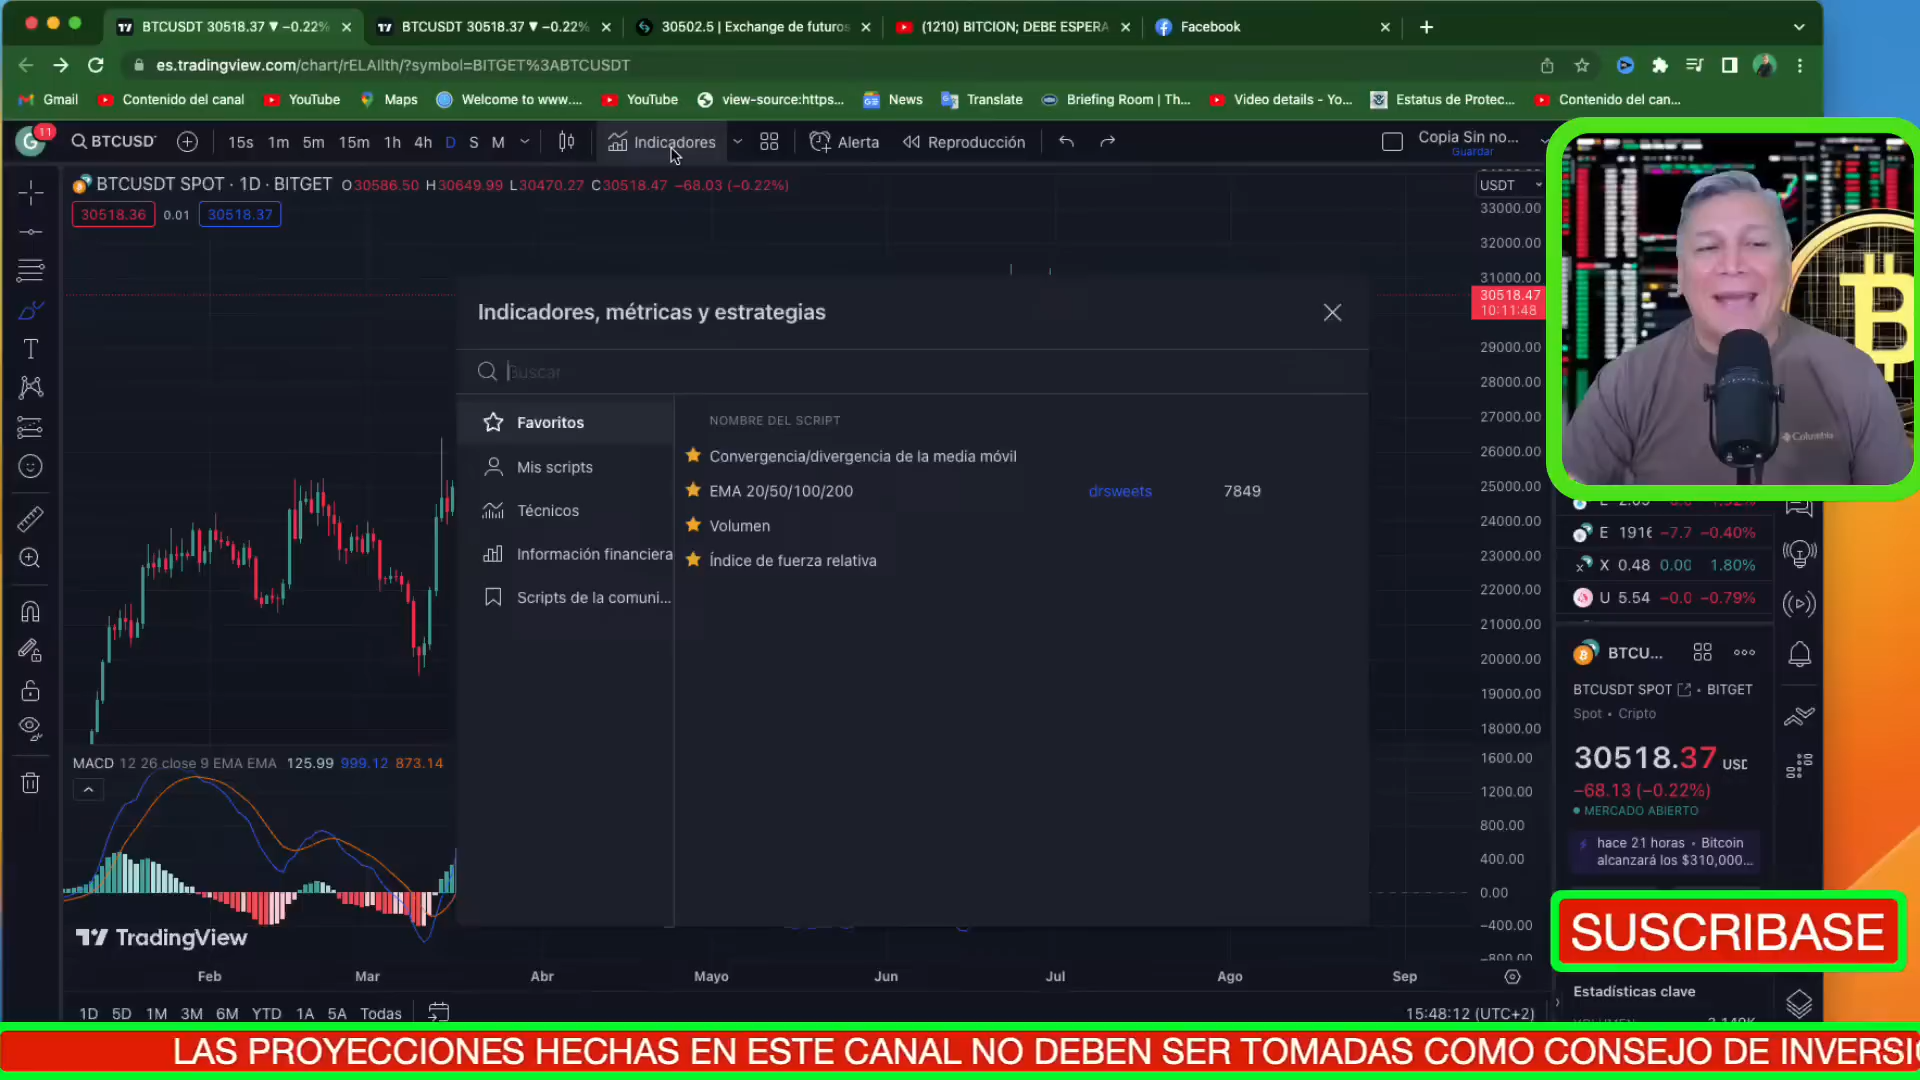 BTCUSDT 30518.37 ▼ −0.22%
BTCUSDT 30518.37 ▼ −0.22%
30502.5 | Exchange de futuros
(1210) BITCION; DEBE ESPERA
Facebook
es.tradingview.com/chart/rELAllth/?symbol=BITGET%3ABTCUSDT
Gmail
Contenido del canal
YouTube
Maps
Welcome to www....
YouTube
view-source:https...
News
Translate
Briefing Room | Th...
Video details - Yo...
Estatus de Protec...
Contenido del can...
G
11
BTCUSD
15s
1m
5m
15m
1h
4h
D
S
M
Indicadores
Alerta
Reproducción
Copia Sin no...
Guardar
BTCUSDT SPOT · 1D · BITGET O30586.50 H30649.99 L30470.27 C30518.47 −68.03 (−0.22%)
30518.36
0.01
30518.37
USDT
33000.00
32000.00
31000.00
30518.47
10:11:48
29000.00
28000.00
27000.00
26000.00
25000.00
24000.00
23000.00
22000.00
21000.00
20000.00
19000.00
18000.00
1600.00
1200.00
800.00
400.00
0.00
−400.00
−800.00
Indicadores, métricas y estrategias
Buscar
Favoritos
Mis scripts
Técnicos
Información financiera
Scripts de la comuni...
NOMBRE DEL SCRIPT
Convergencia/divergencia de la media móvil
EMA 20/50/100/200 drsweets 7849
Volumen
Índice de fuerza relativa
MACD 12 26 close 9 EMA EMA 125.99 999.12 873.14
TradingView
Feb
Mar
Abr
Mayo
Jun
Jul
Ago
Sep
1D
5D
1M
3M
6M
YTD
1A
5A
Todas
15:48:12 (UTC+2)
Columbia
E 1916 −7.7 −0.40%
X 0.48 0.00 1.80%
U 5.54 −0.0 −0.79%
BTCU...
BTCUSDT SPOT • BITGET
Spot • Cripto
30518.37 USD
−68.13 (−0.22%)
MERCADO ABIERTO
hace 21 horas • Bitcoin
alcanzará los $310,000...
SUSCRIBASE
Estadísticas clave
LAS PROYECCIONES HECHAS EN ESTE CANAL NO DEBEN SER TOMADAS COMO CONSEJO DE INVERSI